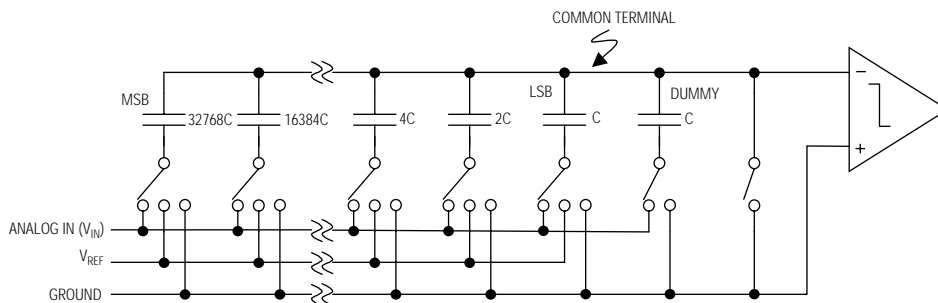 COMMON TERMINAL
MSB
32768C
16384C
4C
2C
LSB
C
DUMMY
C
−
+
ANALOG IN (V_IN)
V_REF
GROUND